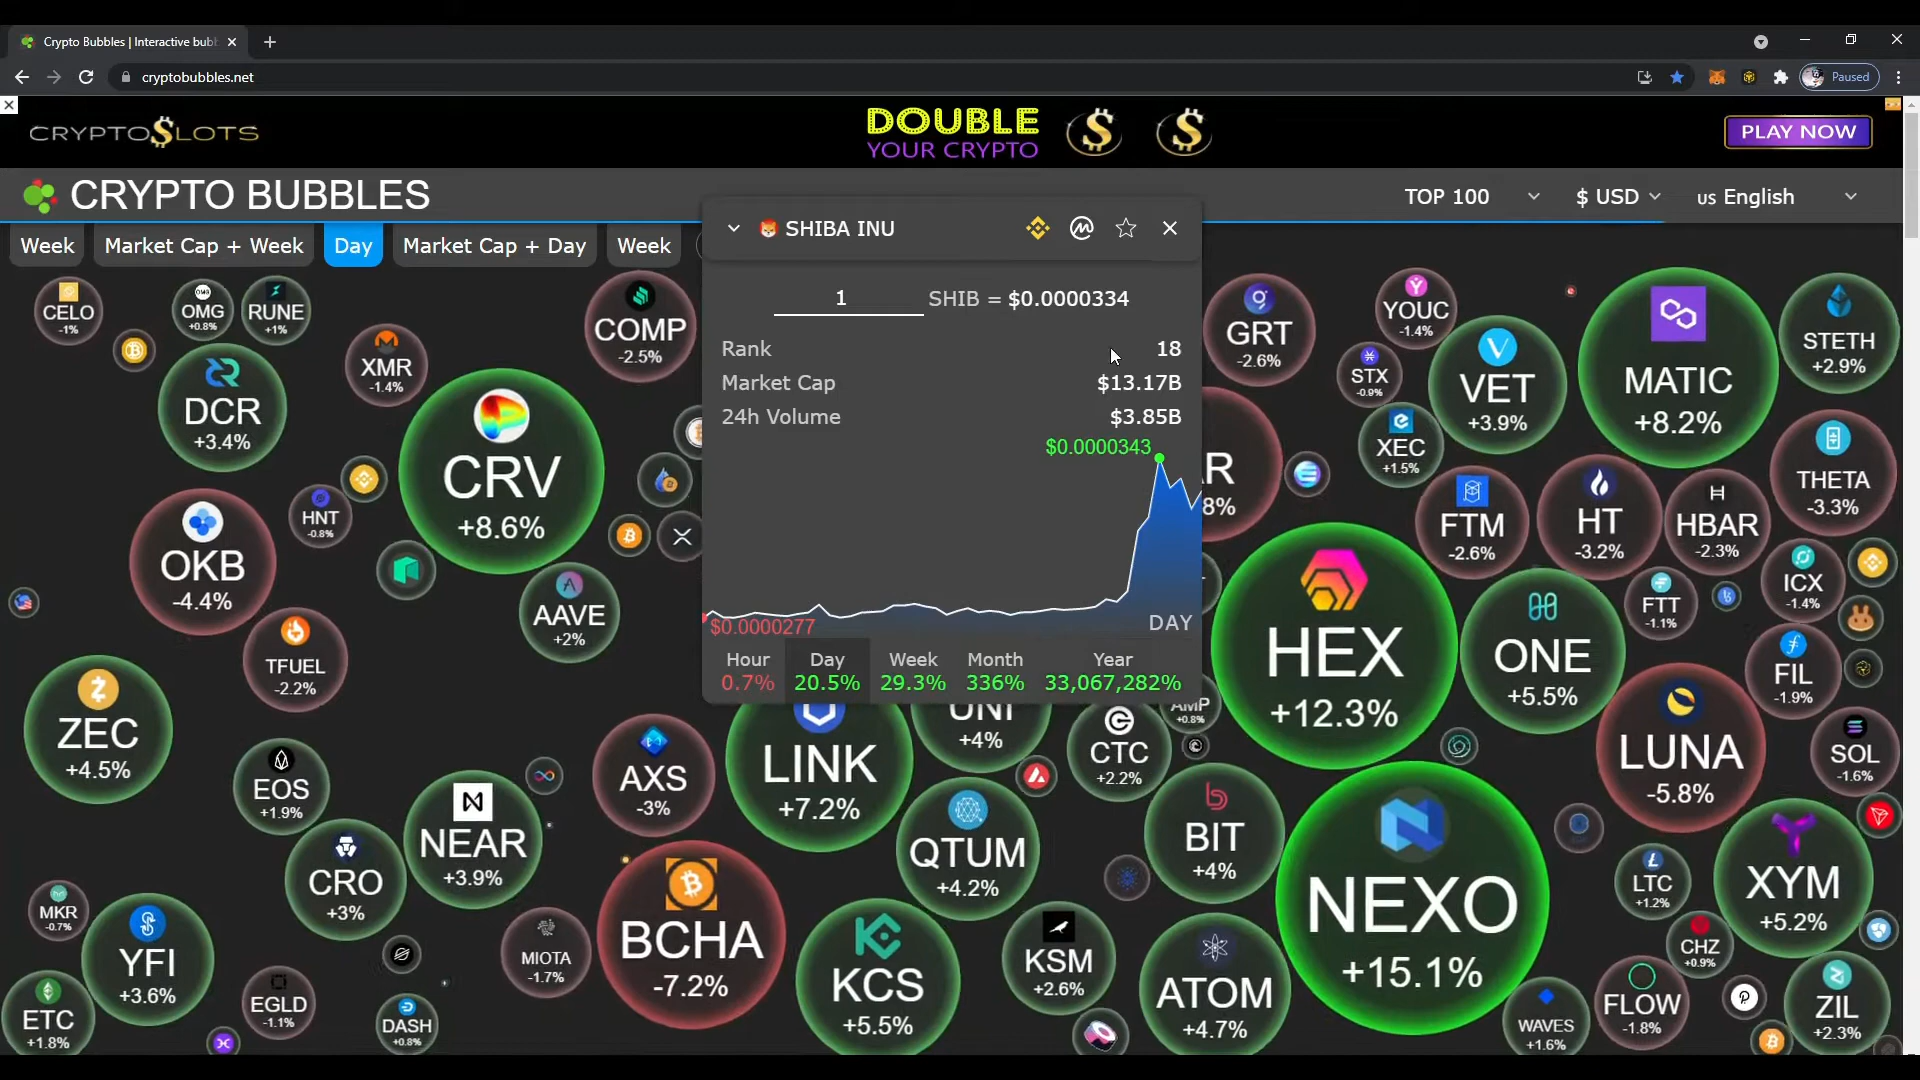 Crypto Bubbles | Interactive bub
cryptobubbles.net
Paused
CRYPTOSLOTS
DOUBLE
YOUR CRYPTO
PLAY NOW
CRYPTO BUBBLES
TOP 100
$ USD
us English
Week
Market Cap + Week
Day
Market Cap + Day
Week
SHIBA INU
1 SHIB = $0.0000334
Rank 18
Market Cap $13.17B
24h Volume $3.85B
$0.0000343
$0.0000277
DAY
Hour
0.7%
Day
20.5%
Week
29.3%
Month
336%
Year
33,067,282%
CELO
-1%
OMG
+0.8%
RUNE
+1%
DCR
+3.4%
XMR
-1.4%
COMP
-2.5%
CRV
+8.6%
OKB
-4.4%
HNT
-0.8%
AAVE
+2%
TFUEL
-2.2%
ZEC
+4.5%
EOS
+1.9%
NEAR
+3.9%
AXS
-3%
CRO
+3%
MKR
-0.7%
YFI
+3.6%
ETC
+1.8%
EGLD
-1.1%
DASH
+0.8%
MIOTA
-1.7%
BCHA
-7.2%
LINK
+7.2%
UNI
+4%
QTUM
+4.2%
KCS
+5.5%
CTC
+2.2%
AMP
+0.8%
BIT
+4%
KSM
+2.6%
ATOM
+4.7%
GRT
-2.6%
R
8%
YOUC
-1.4%
STX
-0.9%
VET
+3.9%
XEC
+1.5%
MATIC
+8.2%
STETH
+2.9%
THETA
-3.3%
FTM
-2.6%
HT
-3.2%
HBAR
-2.3%
ICX
-1.4%
FTT
-1.1%
HEX
+12.3%
ONE
+5.5%
FIL
-1.9%
LUNA
-5.8%
SOL
-1.6%
NEXO
+15.1%
LTC
+1.2%
XYM
+5.2%
CHZ
+0.9%
WAVES
+1.6%
FLOW
-1.8%
ZIL
+2.3%